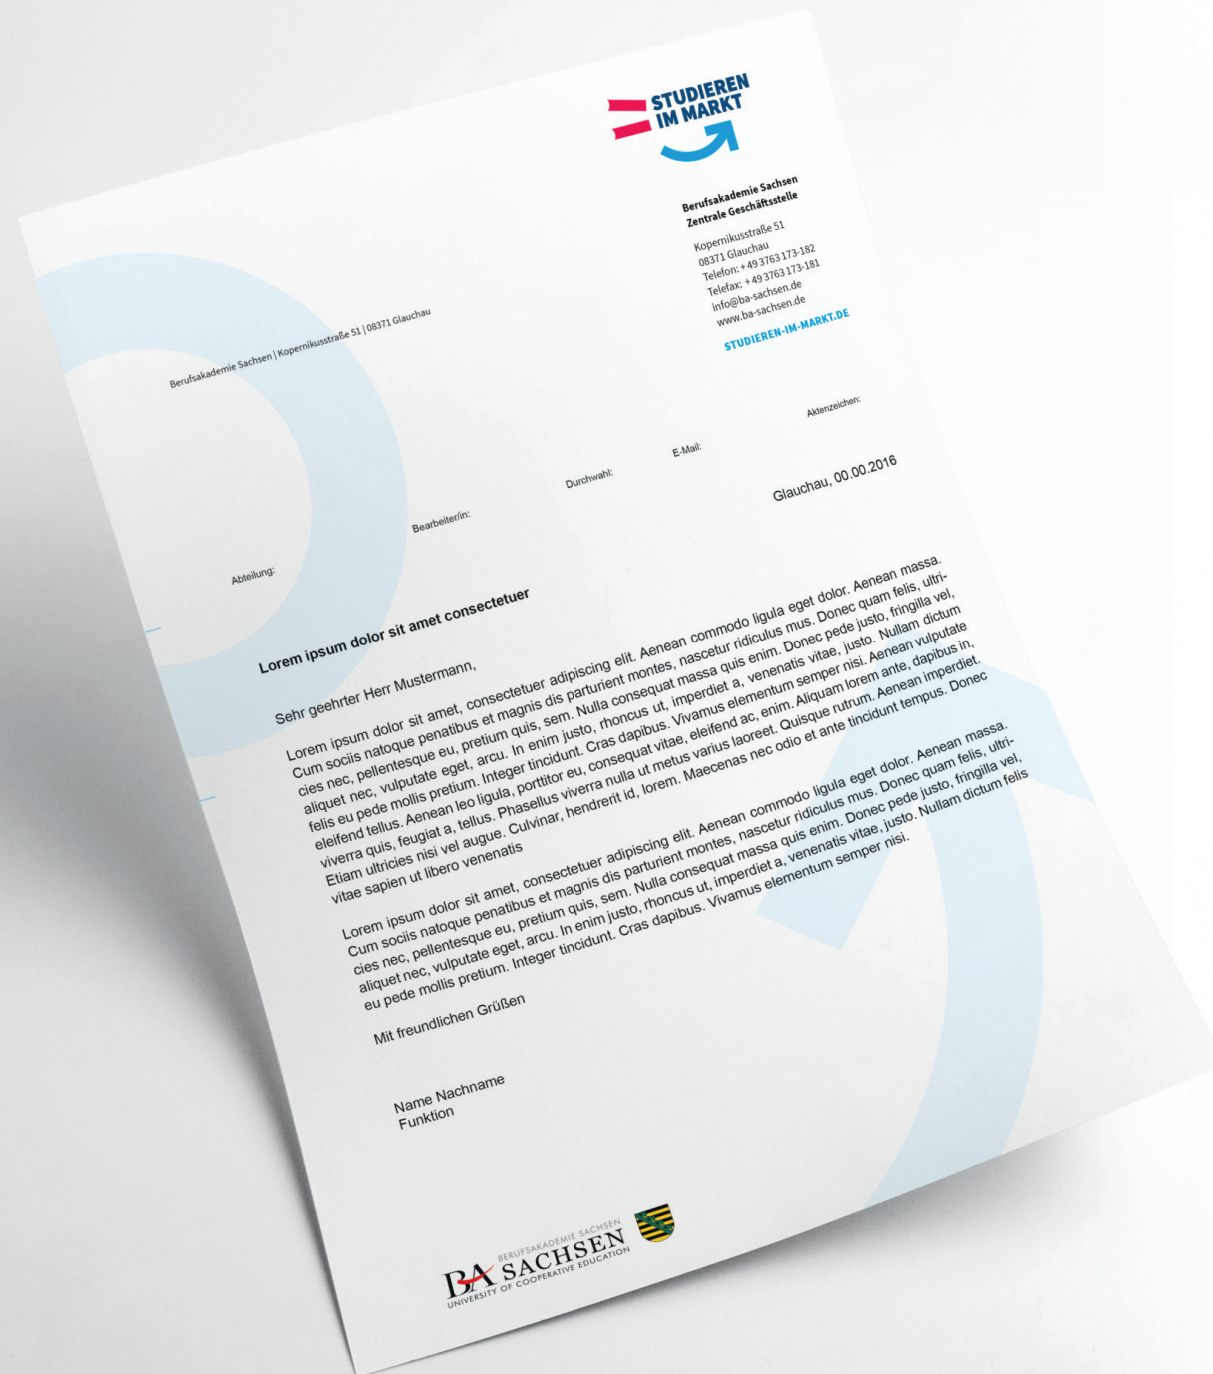 STUDIEREN
IM MARKT
Berufsakademie Sachsen
Zentrale Geschäftsstelle
Kopernikusstraße 51
08371 Glauchau
Telefon: + 49 3763 173-182
Telefax: + 49 3763 173-181
info@ba-sachsen.de
www.ba-sachsen.de
STUDIEREN-IM-MARKT.DE
Berufsakademie Sachsen | Kopernikusstraße 51 | 08371 Glauchau
Abteilung:
Bearbeiter/in:
Durchwahl:
E-Mail:
Aktenzeichen:
Glauchau, 00.00.2016
Lorem ipsum dolor sit amet consectetuer
Sehr geehrter Herr Mustermann,
Lorem ipsum dolor sit amet, consectetuer adipiscing elit. Aenean commodo ligula eget dolor. Aenean massa.
Cum sociis natoque penatibus et magnis dis parturient montes, nascetur ridiculus mus. Donec quam felis, ultri-
cies nec, pellentesque eu, pretium quis, sem. Nulla consequat massa quis enim. Donec pede justo, fringilla vel,
aliquet nec, vulputate eget, arcu. In enim justo, rhoncus ut, imperdiet a, venenatis vitae, justo. Nullam dictum
felis eu pede mollis pretium. Integer tincidunt. Cras dapibus. Vivamus elementum semper nisi. Aenean vulputate
eleifend tellus. Aenean leo ligula, porttitor eu, consequat vitae, eleifend ac, enim. Aliquam lorem ante, dapibus in,
viverra quis, feugiat a, tellus. Phasellus viverra nulla ut metus varius laoreet. Quisque rutrum. Aenean imperdiet.
Etiam ultricies nisi vel augue. Culvinar, hendrerit id, lorem. Maecenas nec odio et ante tincidunt tempus. Donec
vitae sapien ut libero venenatis
Lorem ipsum dolor sit amet, consectetuer adipiscing elit. Aenean commodo ligula eget dolor. Aenean massa.
Cum sociis natoque penatibus et magnis dis parturient montes, nascetur ridiculus mus. Donec quam felis, ultri-
cies nec, pellentesque eu, pretium quis, sem. Nulla consequat massa quis enim. Donec pede justo, fringilla vel,
aliquet nec, vulputate eget, arcu. In enim justo, rhoncus ut, imperdiet a, venenatis vitae, justo. Nullam dictum felis
eu pede mollis pretium. Integer tincidunt. Cras dapibus. Vivamus elementum semper nisi.
Mit freundlichen Grüßen
Name Nachname
Funktion
BERUFSAKADEMIE SACHSEN
BA SACHSEN
UNIVERSITY OF COOPERATIVE EDUCATION